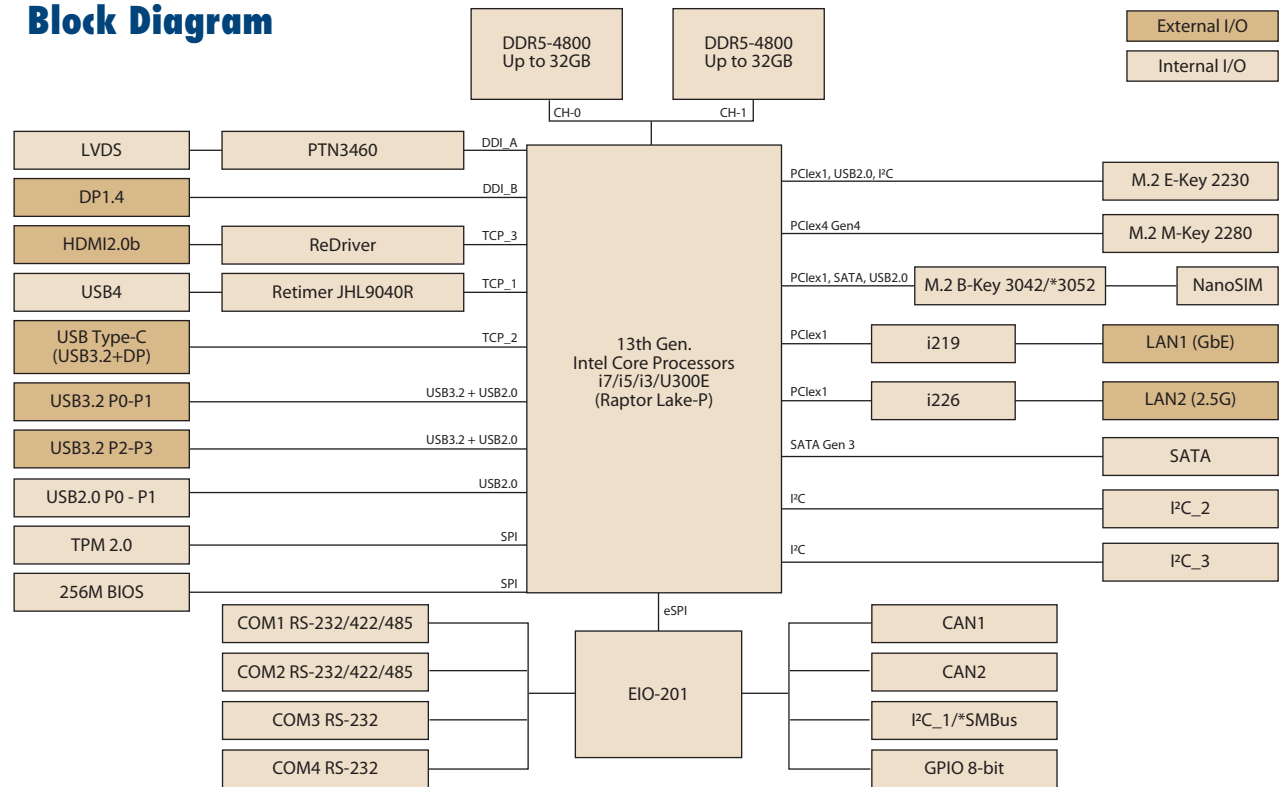 Block Diagram
DDR5-4800
Up to 32GB
DDR5-4800
Up to 32GB
External I/O
Internal I/O
CH-0
CH-1
LVDS
PTN3460
DDI_A
DP1.4
DDI_B
HDMI2.0b
ReDriver
TCP_3
USB4
Retimer JHL9040R
TCP_1
USB Type-C
(USB3.2+DP)
TCP_2
USB3.2 P0-P1
USB3.2 + USB2.0
USB3.2 P2-P3
USB3.2 + USB2.0
USB2.0 P0 - P1
USB2.0
TPM 2.0
SPI
256M BIOS
SPI
13th Gen.
Intel Core Processors
i7/i5/i3/U300E
(Raptor Lake-P)
PCIex1, USB2.0, I²C
M.2 E-Key 2230
PCIex4 Gen4
M.2 M-Key 2280
PCIex1, SATA, USB2.0
M.2 B-Key 3042/*3052
NanoSIM
PCIex1
i219
LAN1 (GbE)
PCIex1
i226
LAN2 (2.5G)
SATA Gen 3
SATA
I²C
I²C_2
I²C
I²C_3
eSPI
COM1 RS-232/422/485
COM2 RS-232/422/485
COM3 RS-232
COM4 RS-232
EIO-201
CAN1
CAN2
I²C_1/*SMBus
GPIO 8-bit